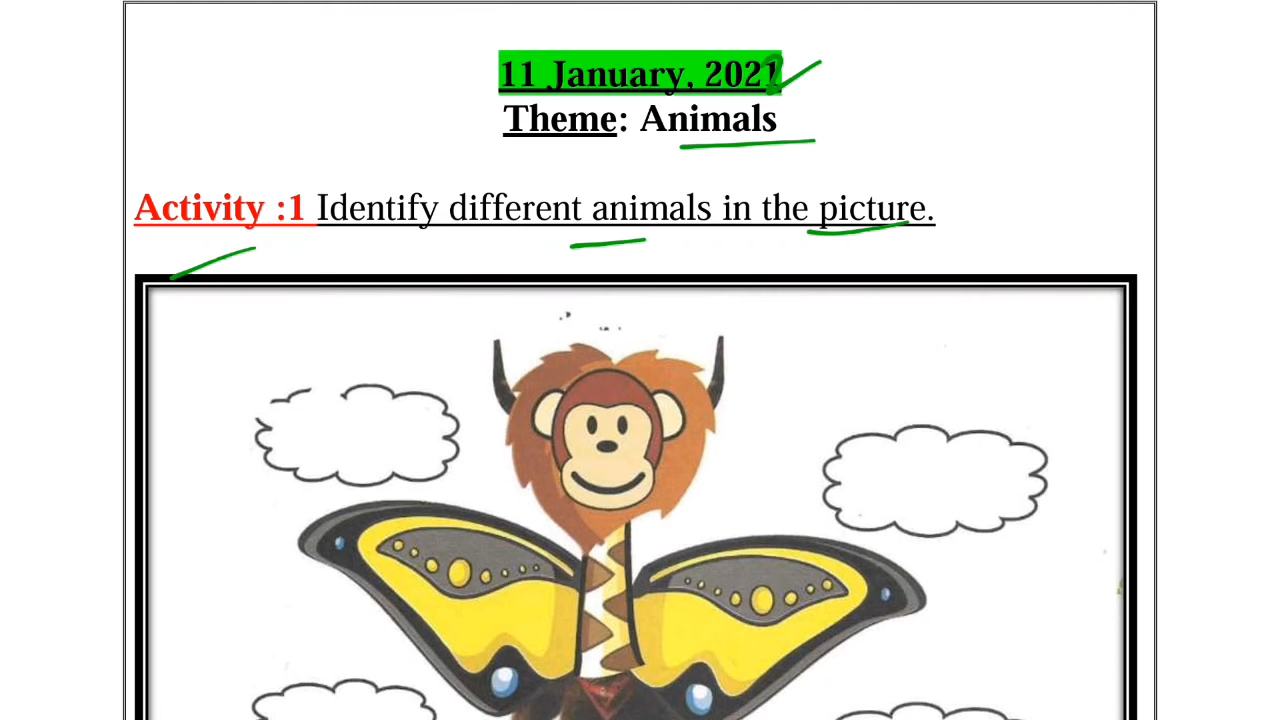 11 January, 2021
Theme: Animals
Activity :1 Identify different animals in the picture.